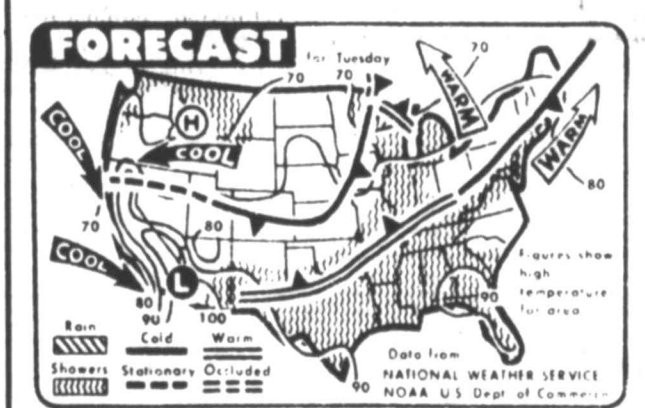 FORECAST
for Tuesday
70
70
70
WARM
COOL
H
COOL
WARM
80
70
80
COOL
L
Figures show
high
temperature
for area
80
90
100
90
90
Rain
Cold
Warm
Showers
Stationary
Occluded
Data from
NATIONAL WEATHER SERVICE
NOAA U S Dept of Commerce